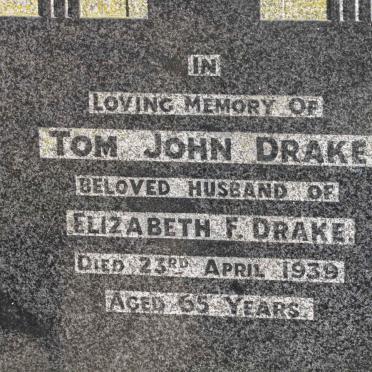 IN
LOVING MEMORY OF
TOM JOHN DRAKE
BELOVED HUSBAND OF
ELIZABETH F. DRAKE.
DIED 23RD APRIL 1939
AGED 65 YEARS.